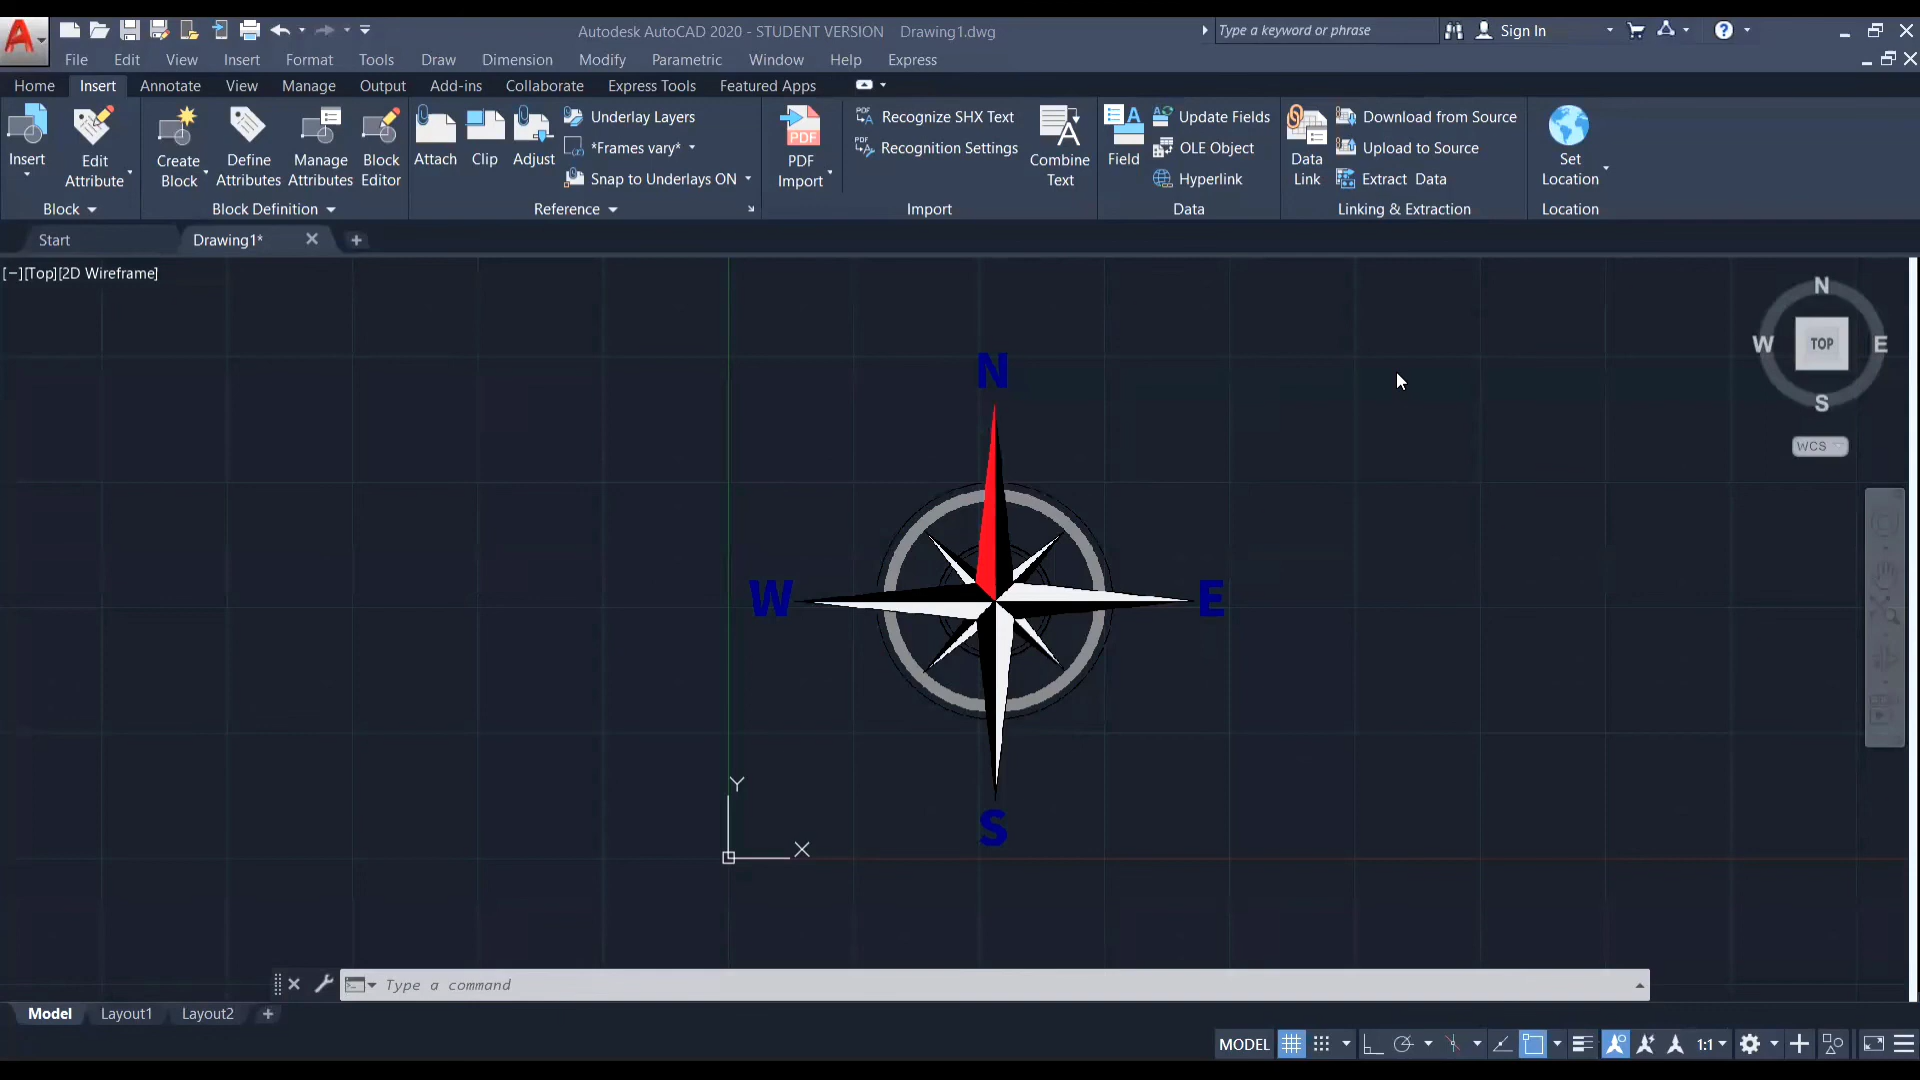 Autodesk AutoCAD 2020 - STUDENT VERSION Drawing1.dwg
Type a keyword or phrase
Sign In
File Edit View Insert Format Tools Draw Dimension Modify Parametric Window Help Express
Home Insert Annotate View Manage Output Add-ins Collaborate Express Tools Featured Apps
Insert
Edit
Attribute
Block
Create
Block
Define
Attributes
Manage
Attributes
Block
Editor
Block Definition
Attach
Clip
Adjust
Underlay Layers
*Frames vary*
Snap to Underlays ON
Reference
PDF
PDF
Import
PDF
Recognize SHX Text
PDF
Recognition Settings
Combine
Text
Import
Field
Update Fields
OLE Object
Hyperlink
Data
Data
Link
Download from Source
Upload to Source
Extract Data
Linking & Extraction
Set
Location
Location
Start
Drawing1*
[−][Top][2D Wireframe]
N
W
TOP
E
S
WCS
N
W
E
S
Y
X
Type a command
Model Layout1 Layout2
MODEL
1:1